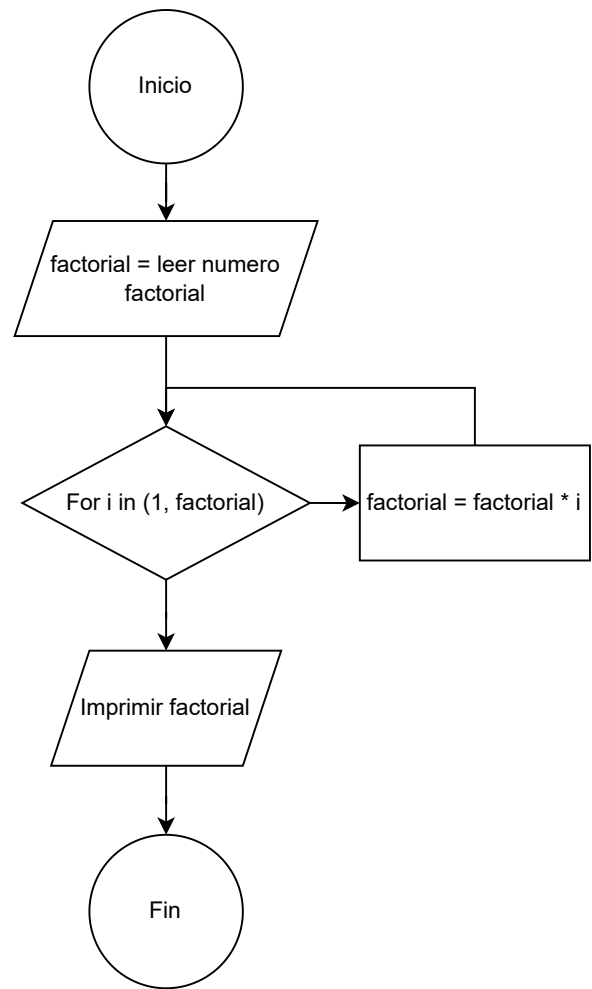 Inicio
factorial = leer numero
factorial
For i in (1, factorial)
factorial = factorial * i
Imprimir factorial
Fin